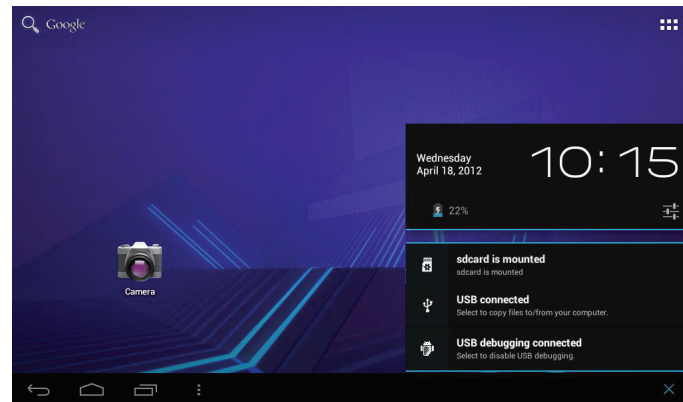 Google
Wednesday
April 18, 2012
10:15
22%
sdcard is mounted
sdcard is mounted
USB connected
Select to copy files to/from your computer.
USB debugging connected
Select to disable USB debugging.
Camera